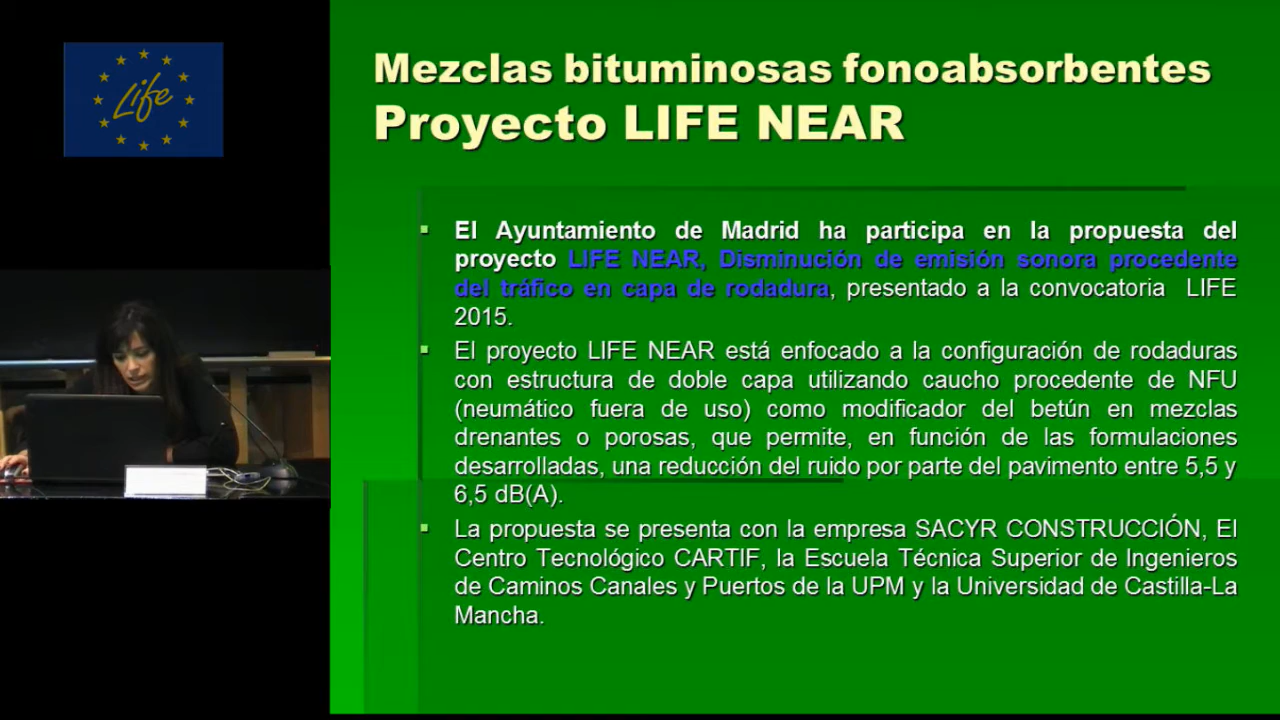 Life
Mezclas bituminosas fonoabsorbentes
Proyecto LIFE NEAR
El Ayuntamiento de Madrid ha participa en la propuesta del
proyecto LIFE NEAR, Disminución de emisión sonora procedente
del tráfico en capa de rodadura, presentado a la convocatoria LIFE
2015.
El proyecto LIFE NEAR está enfocado a la configuración de rodaduras
con estructura de doble capa utilizando caucho procedente de NFU
(neumático fuera de uso) como modificador del betún en mezclas
drenantes o porosas, que permite, en función de las formulaciones
desarrolladas, una reducción del ruido por parte del pavimento entre 5,5 y
6,5 dB(A).
La propuesta se presenta con la empresa SACYR CONSTRUCCIÓN, El
Centro Tecnológico CARTIF, la Escuela Técnica Superior de Ingenieros
de Caminos Canales y Puertos de la UPM y la Universidad de Castilla-La
Mancha.